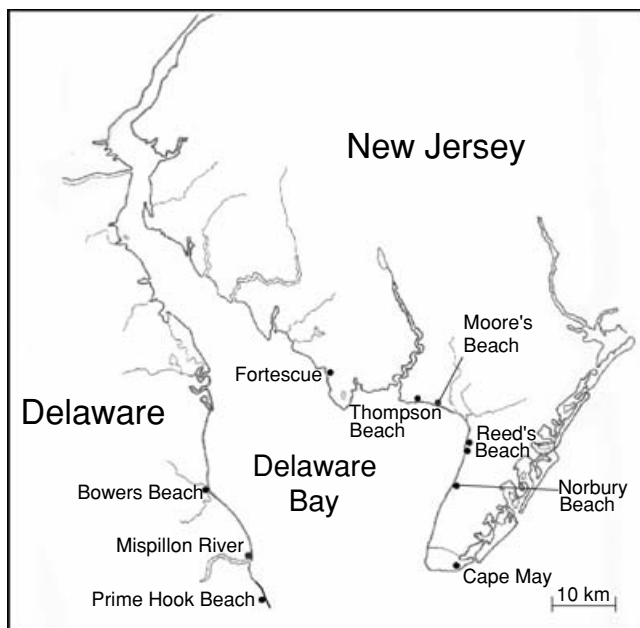 New Jersey
Moore's
Beach
Fortescue
Thompson
Beach
Delaware
Reed's
Beach
Delaware
Bay
Bowers Beach
Norbury
Beach
Mispillon River
Cape May
Prime Hook Beach
10 km